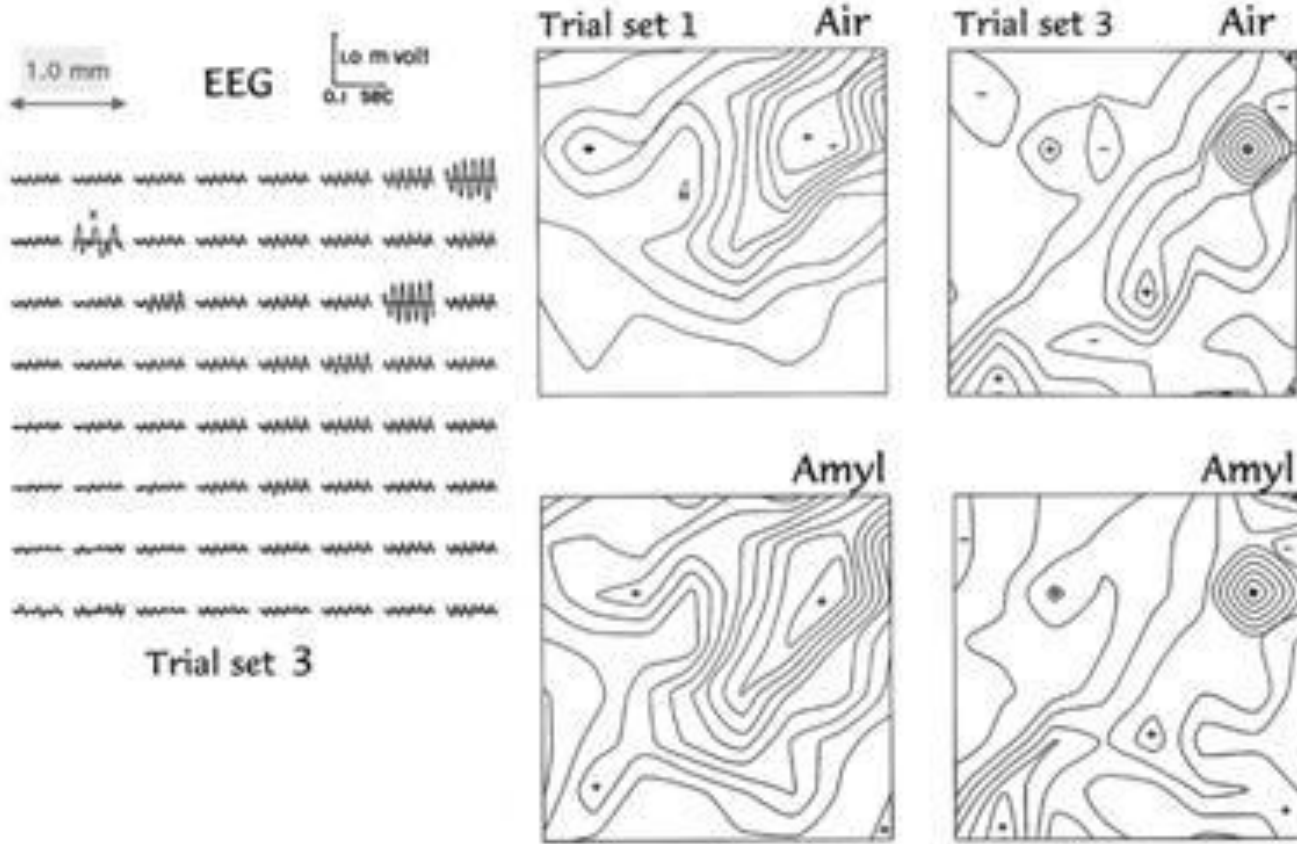 1.0 mm
EEG
1.0 m volt
0.1 SEC
Trial set 3
Trial set 1 Air
Trial set 3 Air
Amyl
Amyl